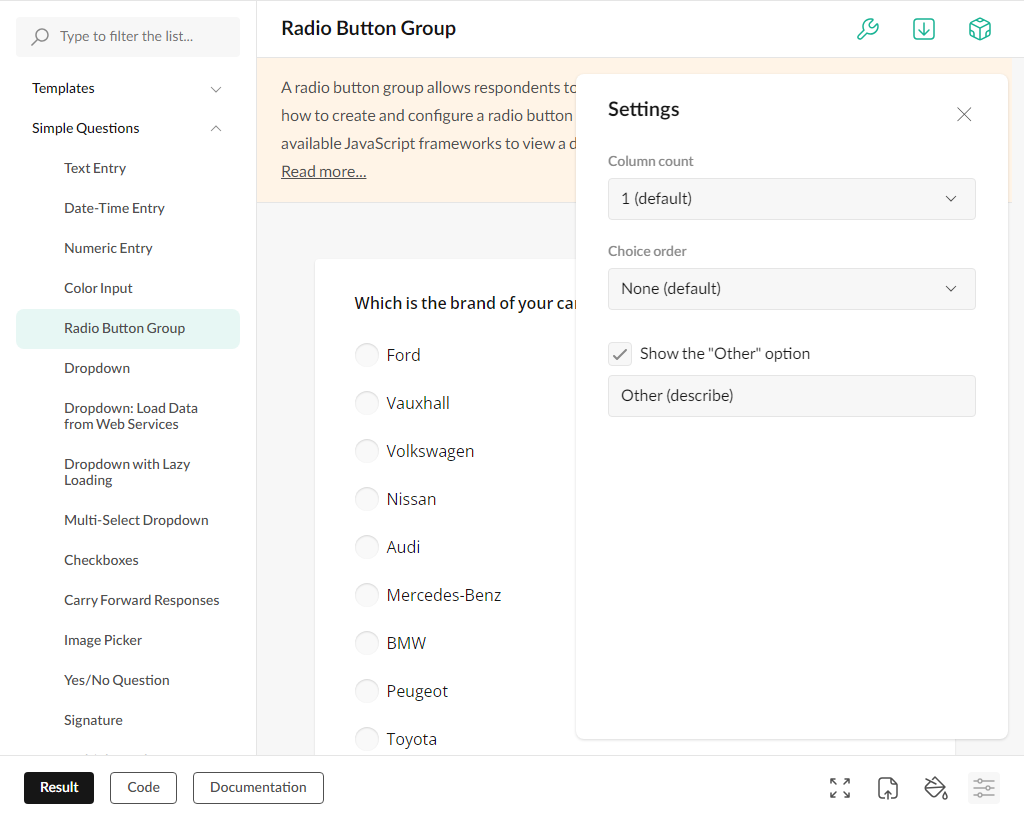 Type to filter the list...
Templates
Simple Questions
Text Entry
Date-Time Entry
Numeric Entry
Color Input
Radio Button Group
Dropdown
Dropdown: Load Data
from Web Services
Dropdown with Lazy
Loading
Multi-Select Dropdown
Checkboxes
Carry Forward Responses
Image Picker
Yes/No Question
Signature
Radio Button Group
A radio button group allows respondents to
how to create and configure a radio button
available JavaScript frameworks to view a d
Read more...
Which is the brand of your car
Ford
Vauxhall
Volkswagen
Nissan
Audi
Mercedes-Benz
BMW
Peugeot
Toyota
Settings
Column count
1 (default)
Choice order
None (default)
Show the "Other" option
Other (describe)
Result
Code
Documentation